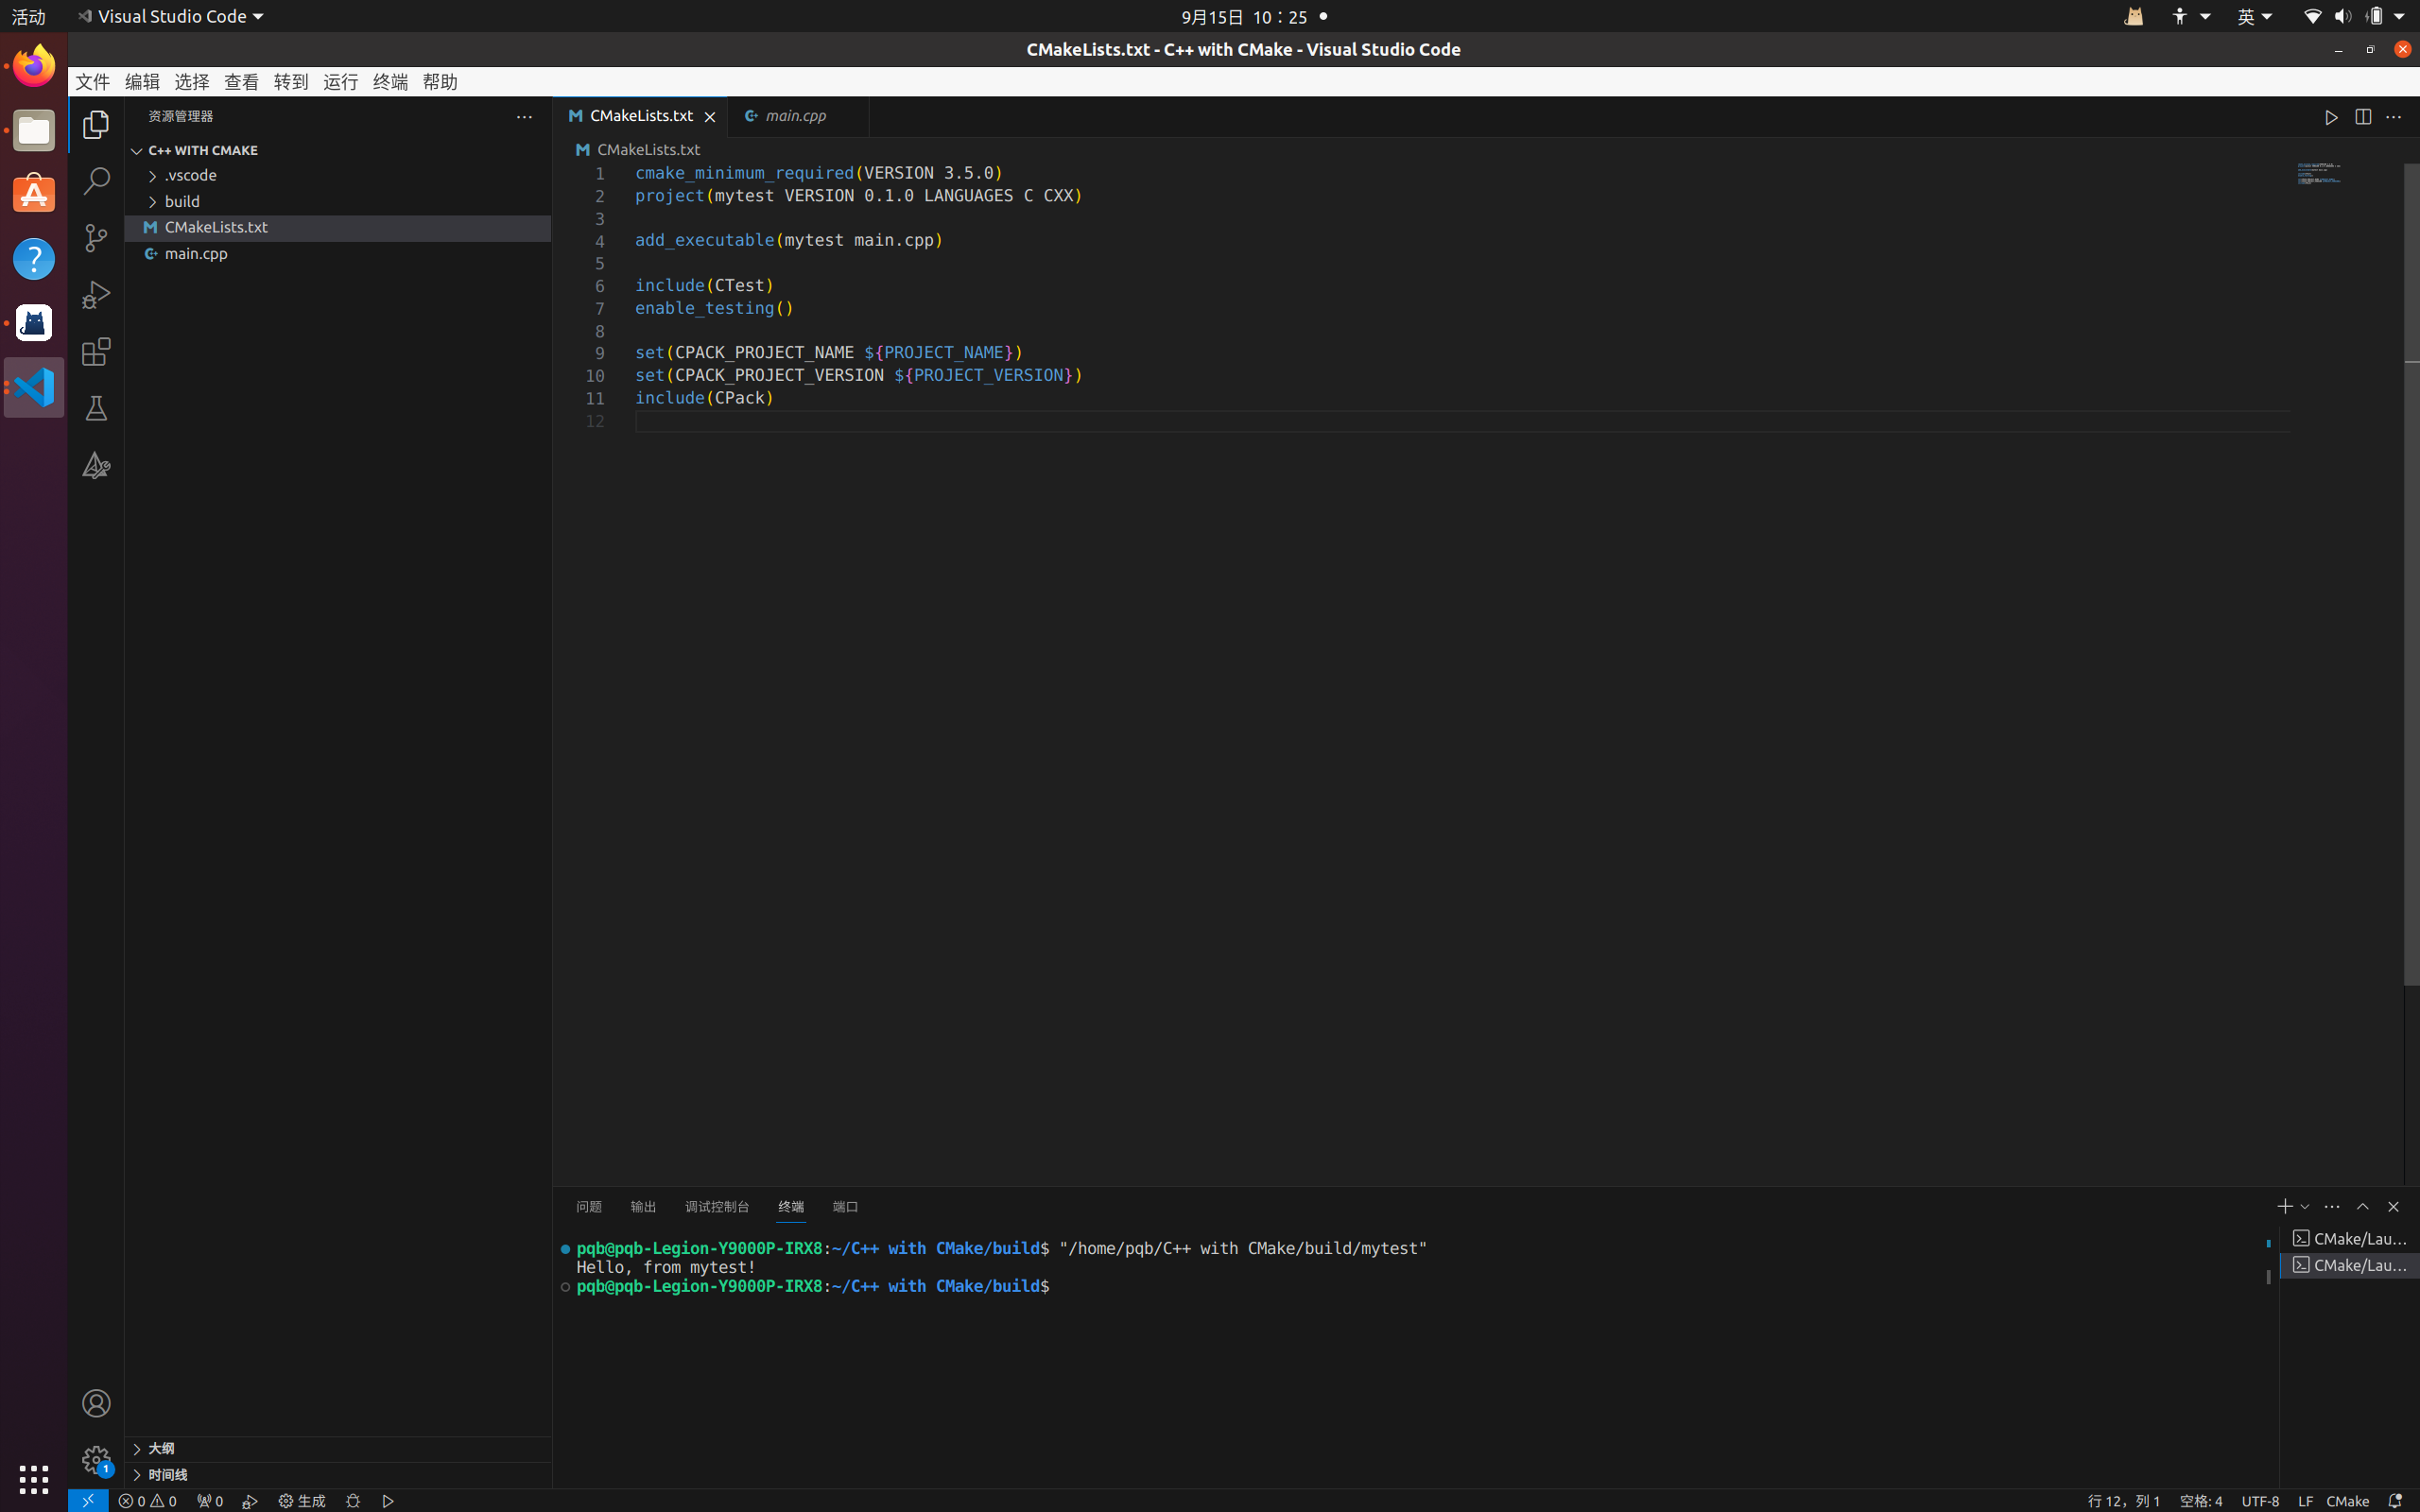 活动 Visual Studio Code 9月15日 10：25 英
CMakeLists.txt - C++ with CMake - Visual Studio Code
文件 编辑 选择 查看 转到 运行 终端 帮助
资源管理器
C++ WITH CMAKE
.vscode
build
CMakeLists.txt
main.cpp
CMakeLists.txt main.cpp
CMakeLists.txt
1 cmake_minimum_required(VERSION 3.5.0)
2 project(mytest VERSION 0.1.0 LANGUAGES C CXX)
3
4 add_executable(mytest main.cpp)
5
6 include(CTest)
7 enable_testing()
8
9 set(CPACK_PROJECT_NAME ${PROJECT_NAME})
10 set(CPACK_PROJECT_VERSION ${PROJECT_VERSION})
11 include(CPack)
12
问题 输出 调试控制台 终端 端口
pqb@pqb-Legion-Y9000P-IRX8:~/C++ with CMake/build$ "/home/pqb/C++ with CMake/build/mytest"
Hello, from mytest!
pqb@pqb-Legion-Y9000P-IRX8:~/C++ with CMake/build$
CMake/Lau...
CMake/Lau...
大纲
时间线
1
0 0 0 生成 行 12，列 1 空格: 4 UTF-8 LF CMake